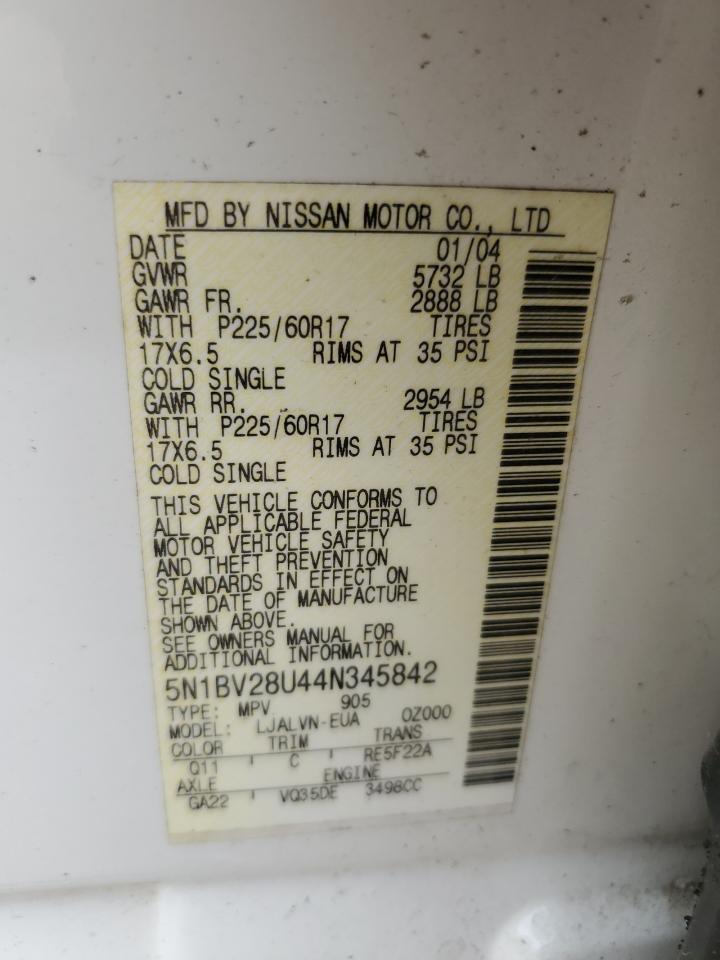 MFD BY NISSAN MOTOR CO., LTD
DATE 01/04
GVWR 5732 LB
GAWR FR. 2888 LB
WITH P225/60R17 TIRES
17X6.5 RIMS AT 35 PSI
COLD SINGLE
GAWR RR. 2954 LB
WITH P225/60R17 TIRES
17X6.5 RIMS AT 35 PSI
COLD SINGLE
THIS VEHICLE CONFORMS TO
ALL APPLICABLE FEDERAL
MOTOR VEHICLE SAFETY
AND THEFT PREVENTION
STANDARDS IN EFFECT ON
THE DATE OF MANUFACTURE
SHOWN ABOVE.
SEE OWNERS MANUAL FOR
ADDITIONAL INFORMATION.
5N1BV28U44N345842
TYPE: MPV 905
MODEL: LJALVN-EUA 0Z000
COLOR TRIM TRANS
Q11 C RE5F22A
AXLE ENGINE
GA22 VQ35DE 3498CC